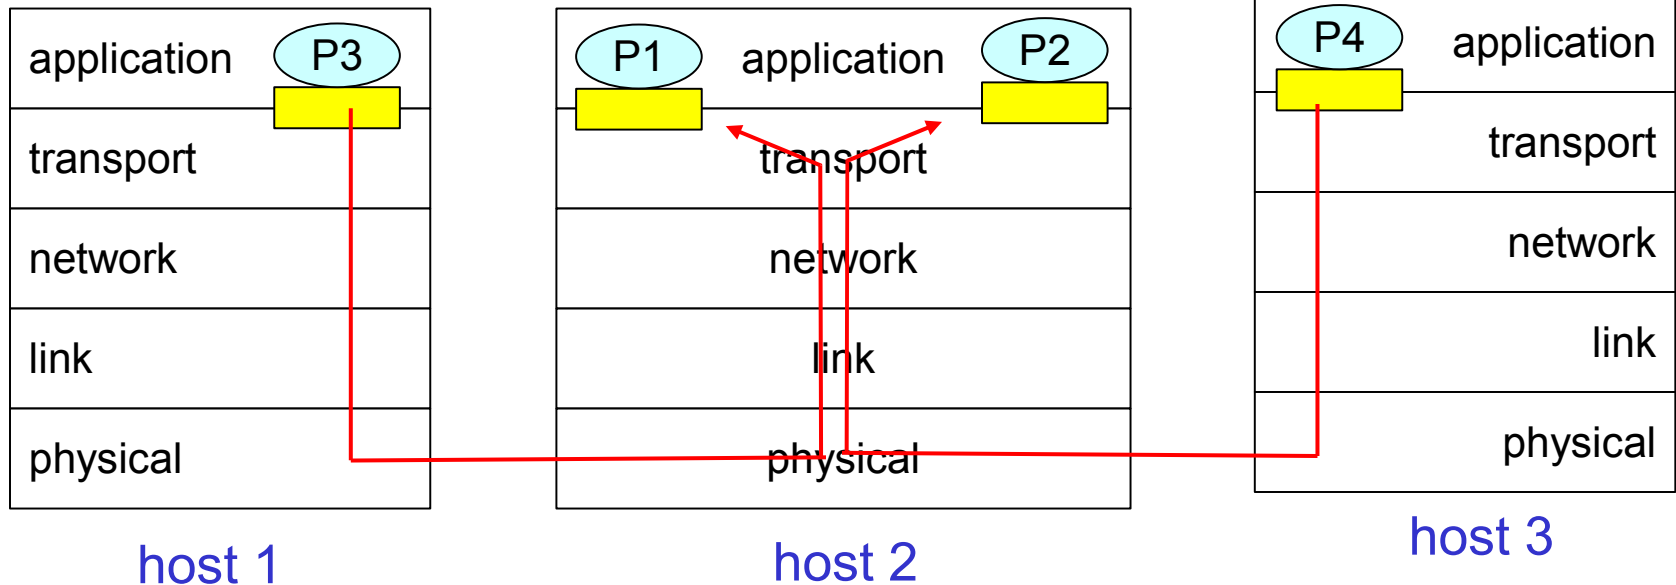 application P3
transport
network
link
physical
host 1
P1 application P2
transport
network
link
physical
host 2
P4 application
transport
network
link
physical
host 3